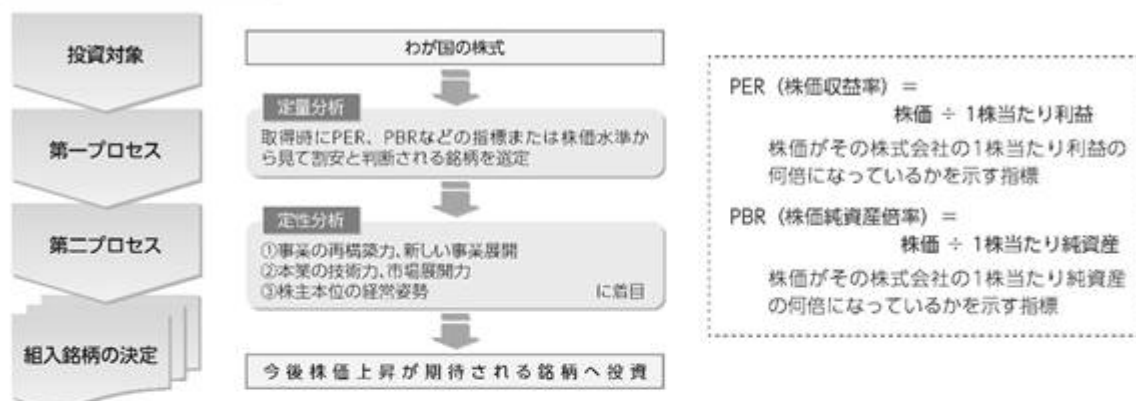 投資対象
第一プロセス
第二プロセス
組入銘柄の決定
わが国の株式
定量分析
取得時にPER、PBRなどの指標または株価水準か
ら見て割安と判断される銘柄を選定
定性分析
①事業の再構築力、新しい事業展開
②本業の技術力、市場展開力
③株主本位の経営姿勢 に着目
今後株価上昇が期待される銘柄へ投資
PER（株価収益率）＝
株価 ÷ 1株当たり利益
株価がその株式会社の1株当たり利益の
何倍になっているかを示す指標
PBR（株価純資産倍率）＝
株価 ÷ 1株当たり純資産
株価がその株式会社の1株当たり純資産
の何倍になっているかを示す指標